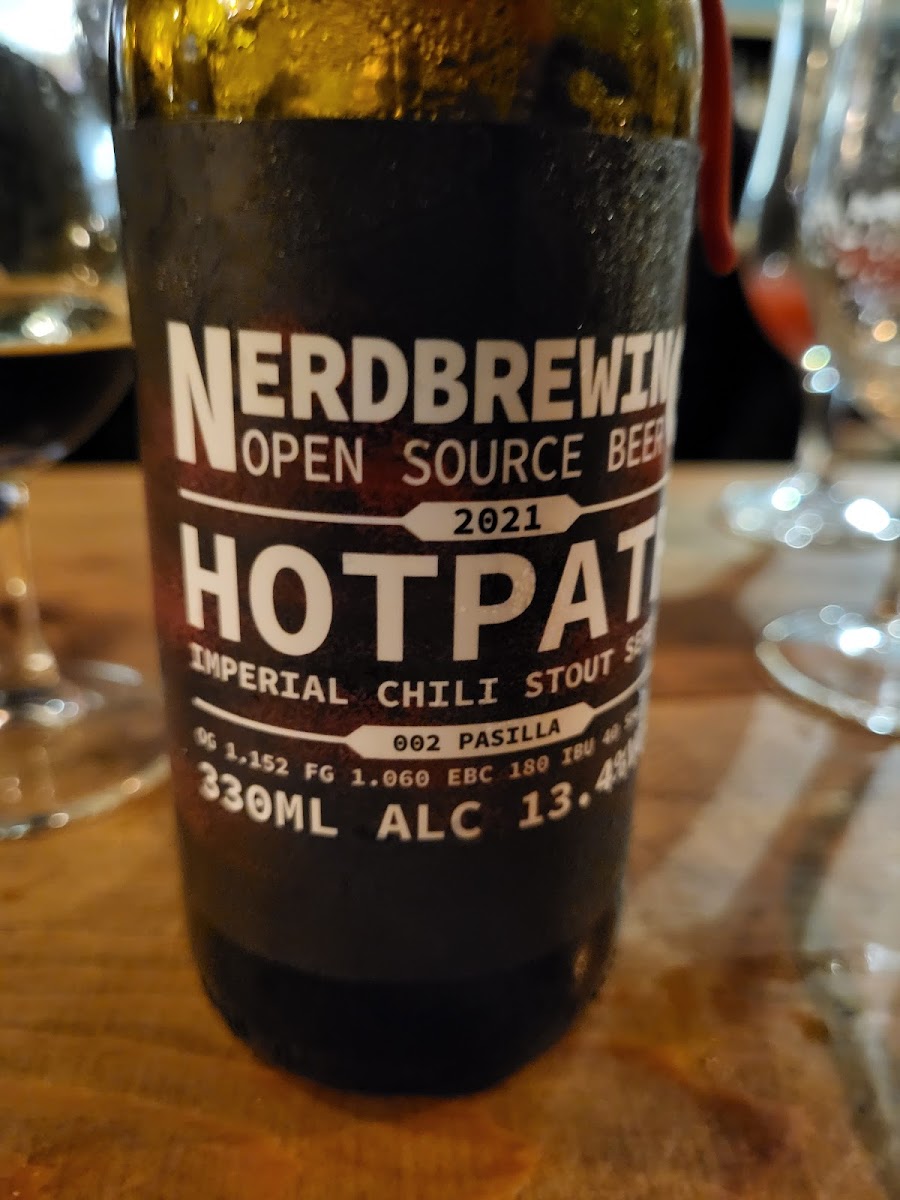 NERDBREWIN
OPEN SOURCE BEER
2021
HOTPAT
IMPERIAL CHILI STOUT
002 PASILLA
OG 1.152 FG 1.060 EBC 180 IBU 40
330ML ALC 13.4%